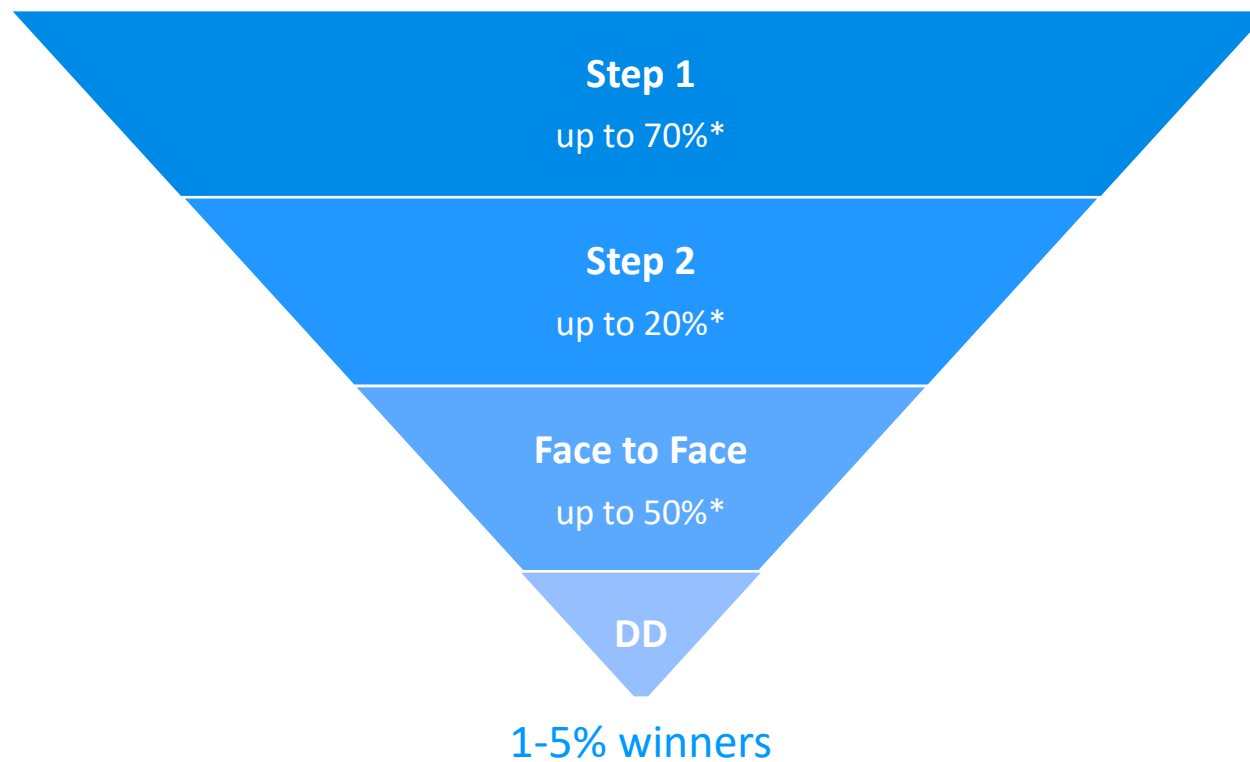 Step 1
up to 70%*
Step 2
up to 20%*
Face to Face
up to 50%*
DD
1-5% winners